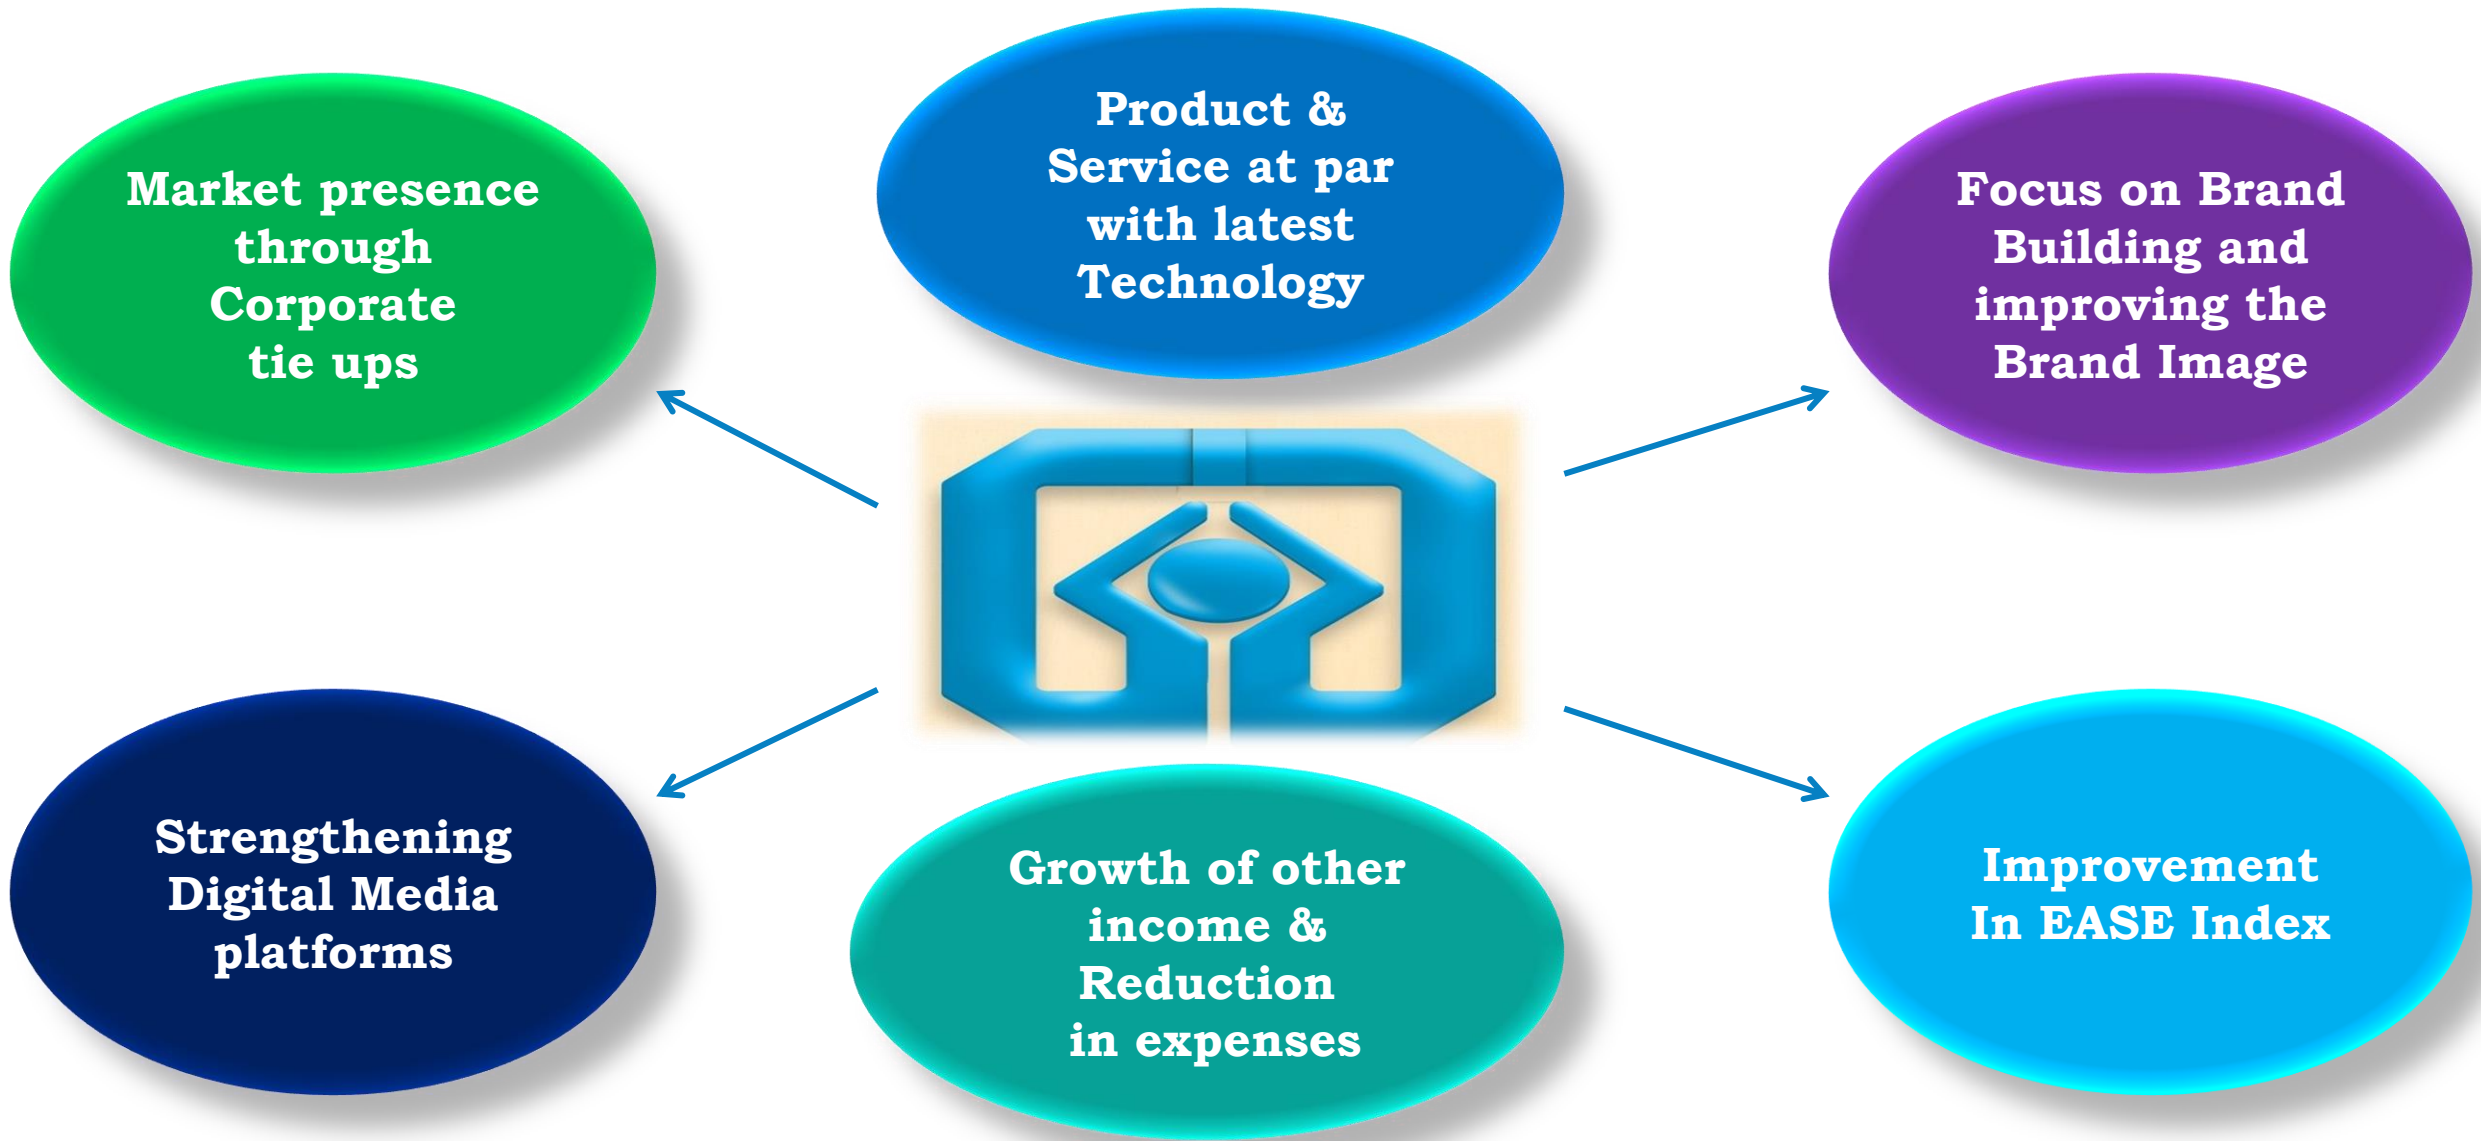 Market presence
through
Corporate
tie ups
Product &
Service at par
with latest
Technology
Focus on Brand
Building and
improving the
Brand Image
Strengthening
Digital Media
platforms
Growth of other
income &
Reduction
in expenses
Improvement
In EASE Index